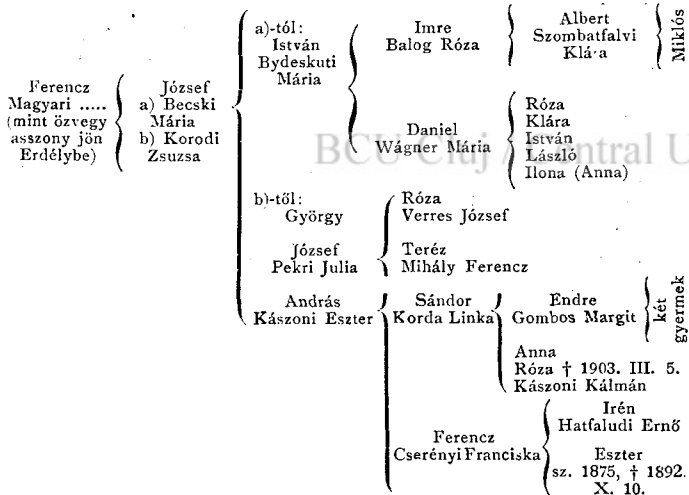 Ferencz
Magyari .....
(mint özvegy
asszony jön
Erdélybe)
József
a) Becski
Mária
b) Korodi
Zsuzsa
a)-tól:
István
Bydeskuti
Mária
Imre
Balog Róza
Albert
Szombatfalvi
Klára
Miklós
Daniel
Wágner Mária
Róza
Klára
István
László
Ilona (Anna)
b)-től:
György
Róza
Verres József
József
Pekri Julia
Teréz
Mihály Ferencz
András
Kászoni Eszter
Sándor
Korda Linka
Endre
Gombos Margit
két
gyermek
Anna
Róza † 1903. III. 5.
Kászoni Kálmán
Ferencz
Cserényi Franciska
Irén
Hatfaludi Ernő
Eszter
sz. 1875, † 1892.
X. 10.
BCU Cluj / Central U